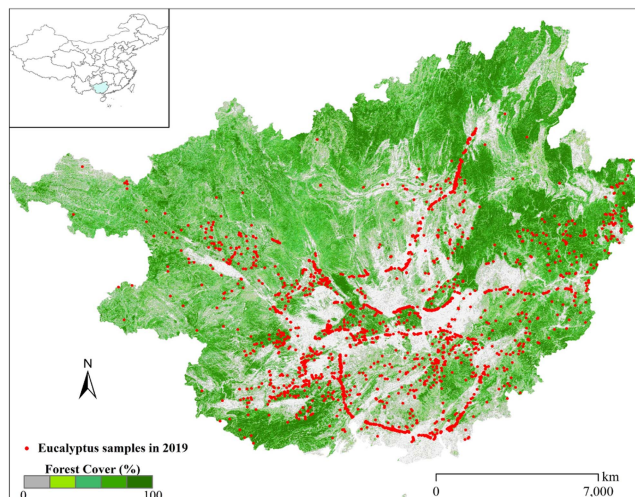 N
Eucalyptus samples in 2019
Forest Cover (%)
0 100
km
0 7,000